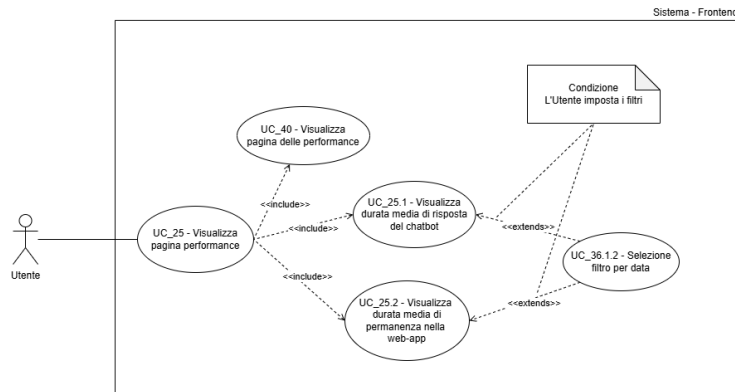 Sistema - Frontend
Condizione
L'Utente imposta i filtri
UC_40 - Visualizza
pagina delle performance
<<include>>
UC_25.1 - Visualizza
durata media di risposta
del chatbot
<<include>>
UC_25 - Visualizza
pagina performance
<<extends>>
Utente
UC_36.1.2 - Selezione
filtro per data
<<include>>
<<extends>>
UC_25.2 - Visualizza
durata media di
permanenza nella
web-app